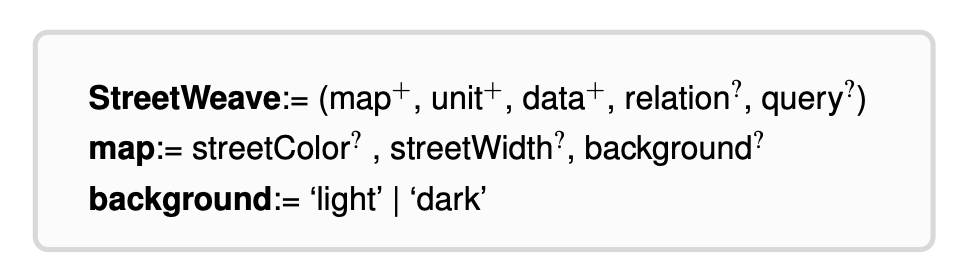 StreetWeave:= (map⁺, unit⁺, data⁺, relation?, query?)
map:= streetColor? , streetWidth?, background?
background:= ‘light’ | ‘dark’